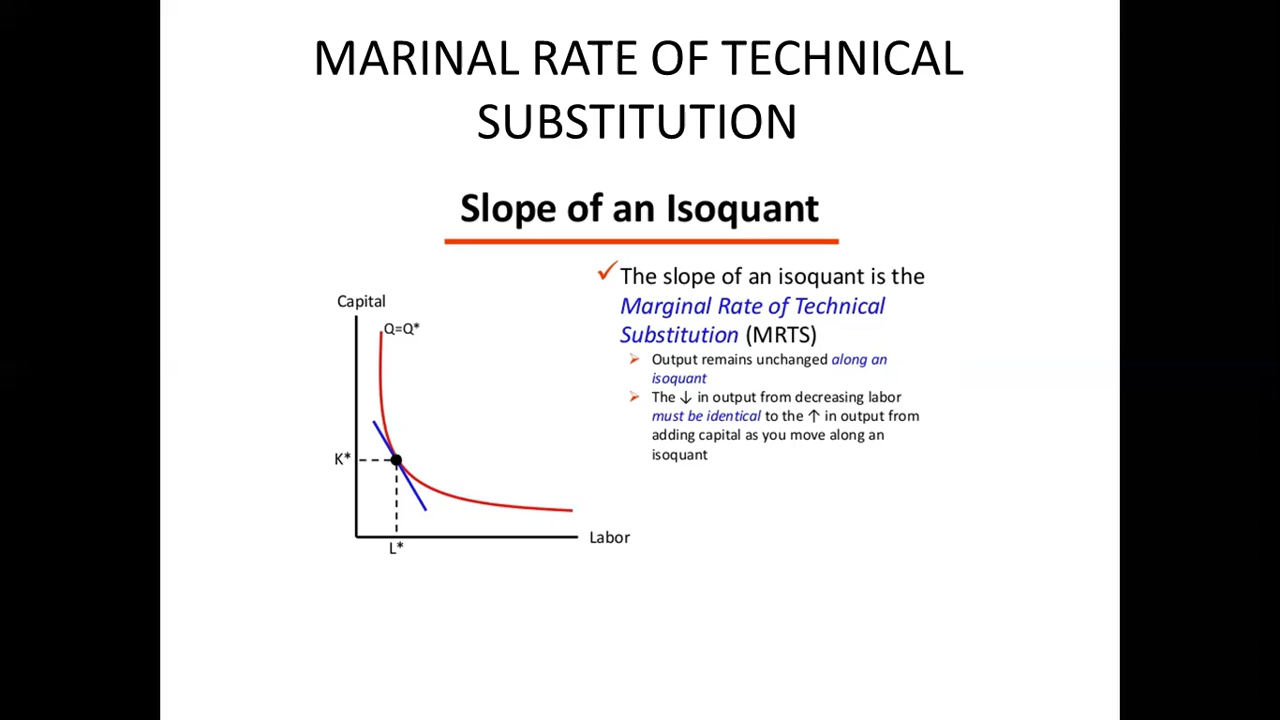 MARINAL RATE OF TECHNICAL
SUBSTITUTION
Slope of an Isoquant
✓The slope of an isoquant is the
Marginal Rate of Technical
Substitution (MRTS)
Output remains unchanged along an
isoquant
The ↓ in output from decreasing labor
must be identical to the ↑ in output from
adding capital as you move along an
isoquant
Capital
Q=Q*
K*
L*
Labor